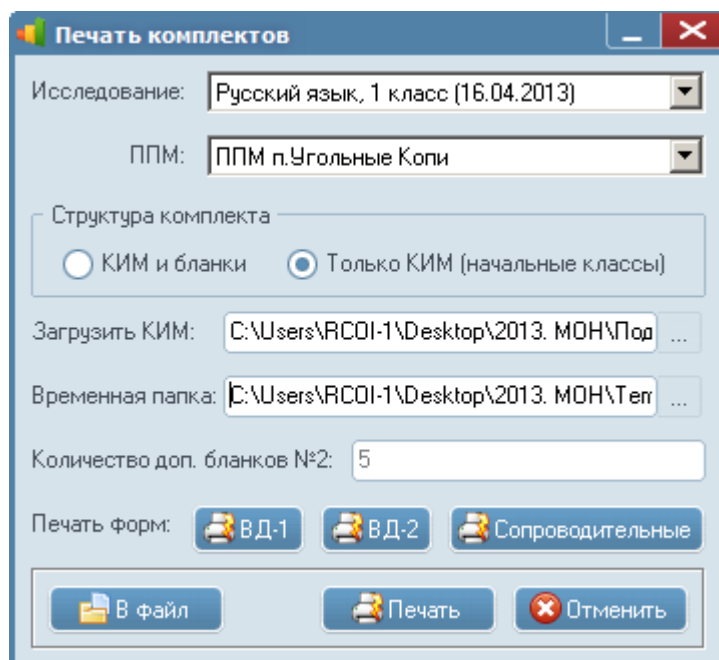 Печать комплектов
Исследование: Русский язык, 1 класс (16.04.2013)
ППМ: ППМ п.Угольные Копи
Структура комплекта
КИМ и бланки Только КИМ (начальные классы)
Загрузить КИМ: C:\Users\RCOI-1\Desktop\2013. МОН\Под ...
Временная папка: C:\Users\RCOI-1\Desktop\2013. МОН\Tem ...
Количество доп. бланков №2: 5
Печать форм: ВД-1 ВД-2 Сопроводительные
В файл Печать Отменить